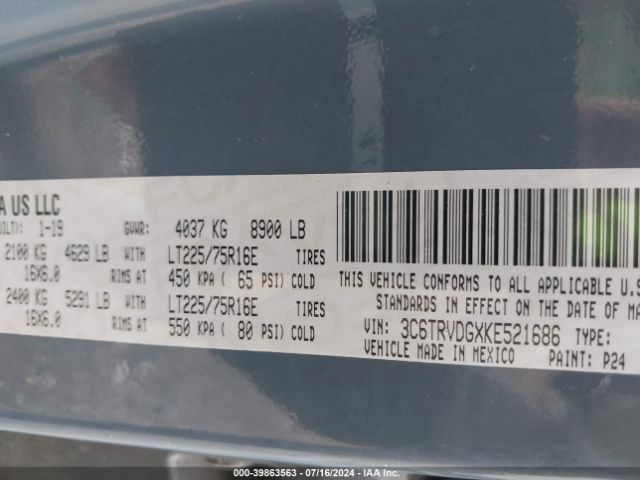 A US LLC
UILT): 1-19 GVWR: 4037 KG 8900 LB
2100 KG 4629 LB WITH LT225/75R16E TIRES
16X6.0 RIMS AT 450 KPA ( 65 PSI) COLD
2400 KG 5291 LB WITH LT225/75R16E TIRES
16X6.0 RIMS AT 550 KPA ( 80 PSI) COLD
THIS VEHICLE CONFORMS TO ALL APPLICABLE U.S
STANDARDS IN EFFECT ON THE DATE OF MA
VIN: 3C6TRVDGXKE521686 TYPE:
VEHICLE MADE IN MEXICO PAINT: P24
000-39863563 - 07/16/2024 - IAA Inc.